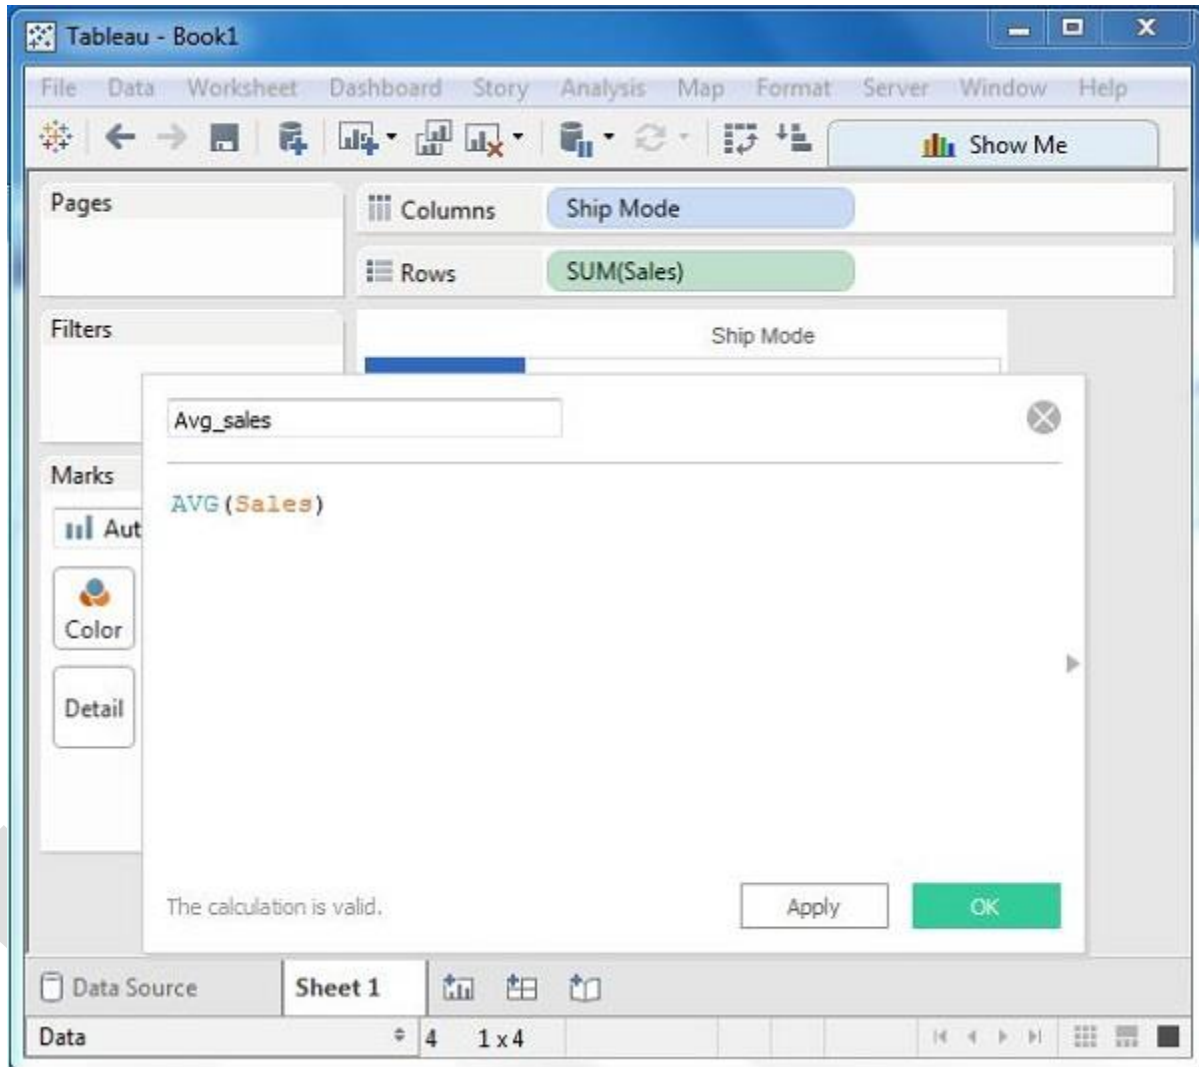 Tableau - Book1
File Data Worksheet Dashboard Story Analysis Map Format Server Window Help
Show Me
Pages
Columns Ship Mode
Rows SUM(Sales)
Filters
Ship Mode
Avg_sales
Marks
AVG(Sales)
Aut
Color
Detail
The calculation is valid. Apply OK
Data Source Sheet 1
Data 4 1 x 4